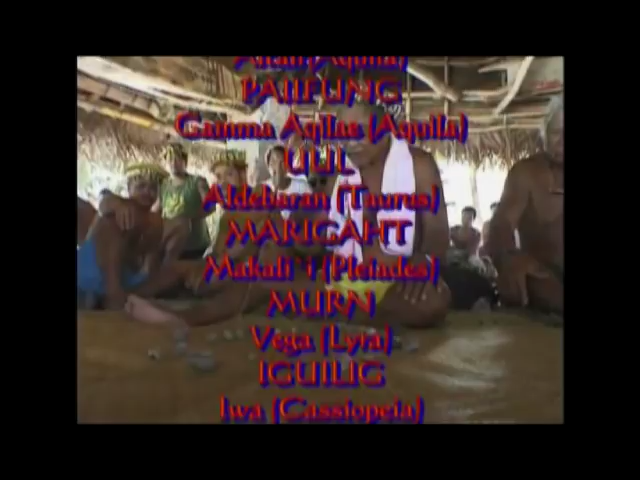 PAIIFUNG
Gamma Aqilae (Aquila)
UUL
Aldebaran (Taurus)
MARIGAHT
Makali`i (Pleiades)
MURN
Vega (Lyra)
IGUILIG
Iwa (Cassiopeia)